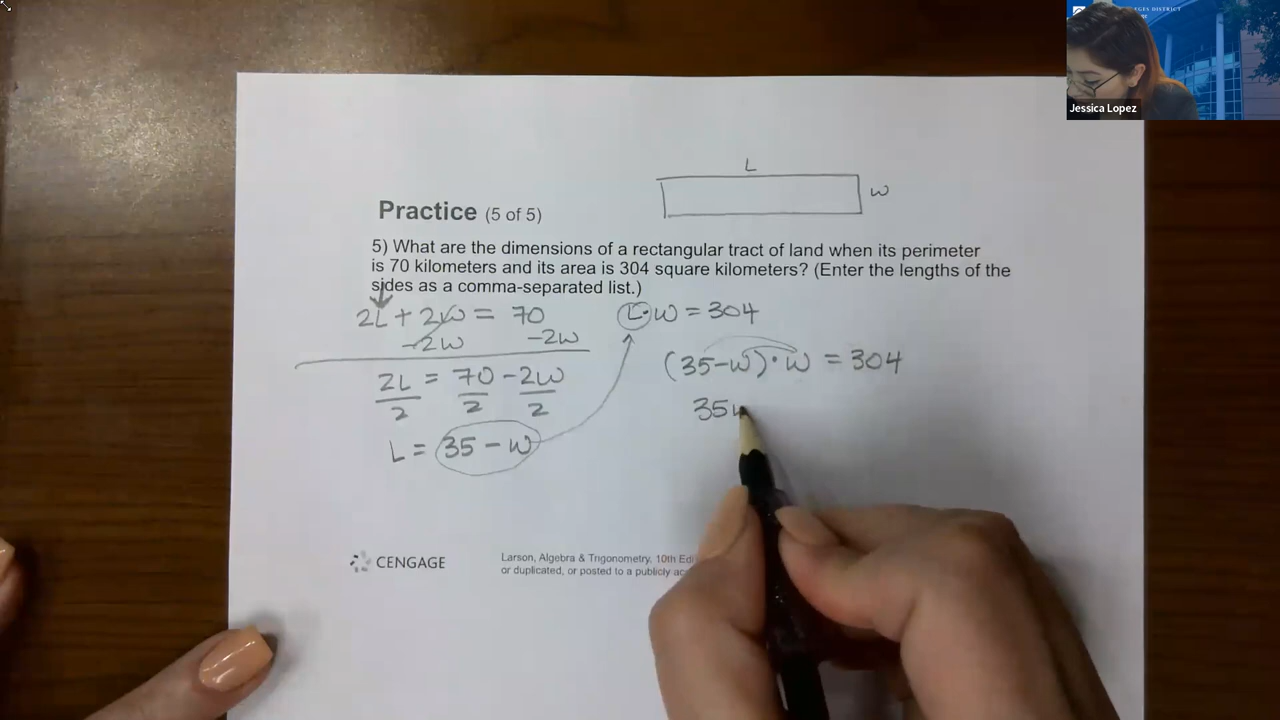 EGES DISTRICT
Jessica Lopez
L
W
Practice (5 of 5)
5) What are the dimensions of a rectangular tract of land when its perimeter
is 70 kilometers and its area is 304 square kilometers? (Enter the lengths of the
sides as a comma-separated list.)
2L + 2W = 70
-2W -2W
2L = 70 - 2W
2 2 2
L = 35 - W
L·W = 304
(35-W)·W = 304
35W
CENGAGE
Larson, Algebra & Trigonometry, 10th Edi
or duplicated, or posted to a publicly ac